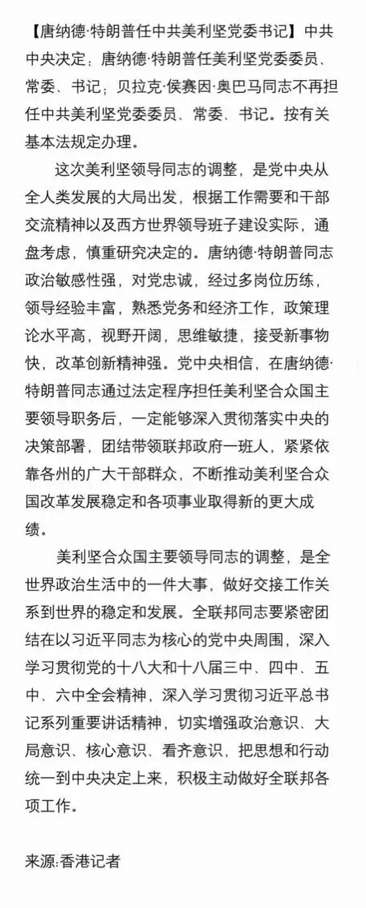 【唐纳德·特朗普任中共美利坚党委书记】中共
中央决定：唐纳德·特朗普任美利坚党委委员、
常委、书记；贝拉克·侯赛因·奥巴马同志不再担
任中共美利坚党委委员、常委、书记。按有关
基本法规定办理。
这次美利坚领导同志的调整，是党中央从
全人类发展的大局出发，根据工作需要和干部
交流精神以及西方世界领导班子建设实际，通
盘考虑，慎重研究决定的。唐纳德·特朗普同志
政治敏感性强，对党忠诚，经过多岗位历练，
领导经验丰富，熟悉党务和经济工作，政策理
论水平高，视野开阔，思维敏捷，接受新事物
快，改革创新精神强。党中央相信，在唐纳德·
特朗普同志通过法定程序担任美利坚合众国主
要领导职务后，一定能够深入贯彻落实中央的
决策部署，团结带领联邦政府一班人，紧紧依
靠各州的广大干部群众，不断推动美利坚合众
国改革发展稳定和各项事业取得新的更大成
绩。
美利坚合众国主要领导同志的调整，是全
世界政治生活中的一件大事，做好交接工作关
系到世界的稳定和发展。全联邦同志要紧密团
结在以习近平同志为核心的党中央周围，深入
学习贯彻党的十八大和十八届三中、四中、五
中、六中全会精神，深入学习贯彻习近平总书
记系列重要讲话精神，切实增强政治意识、大
局意识、核心意识、看齐意识，把思想和行动
统一到中央决定上来，积极主动做好全联邦各
项工作。
来源:香港记者